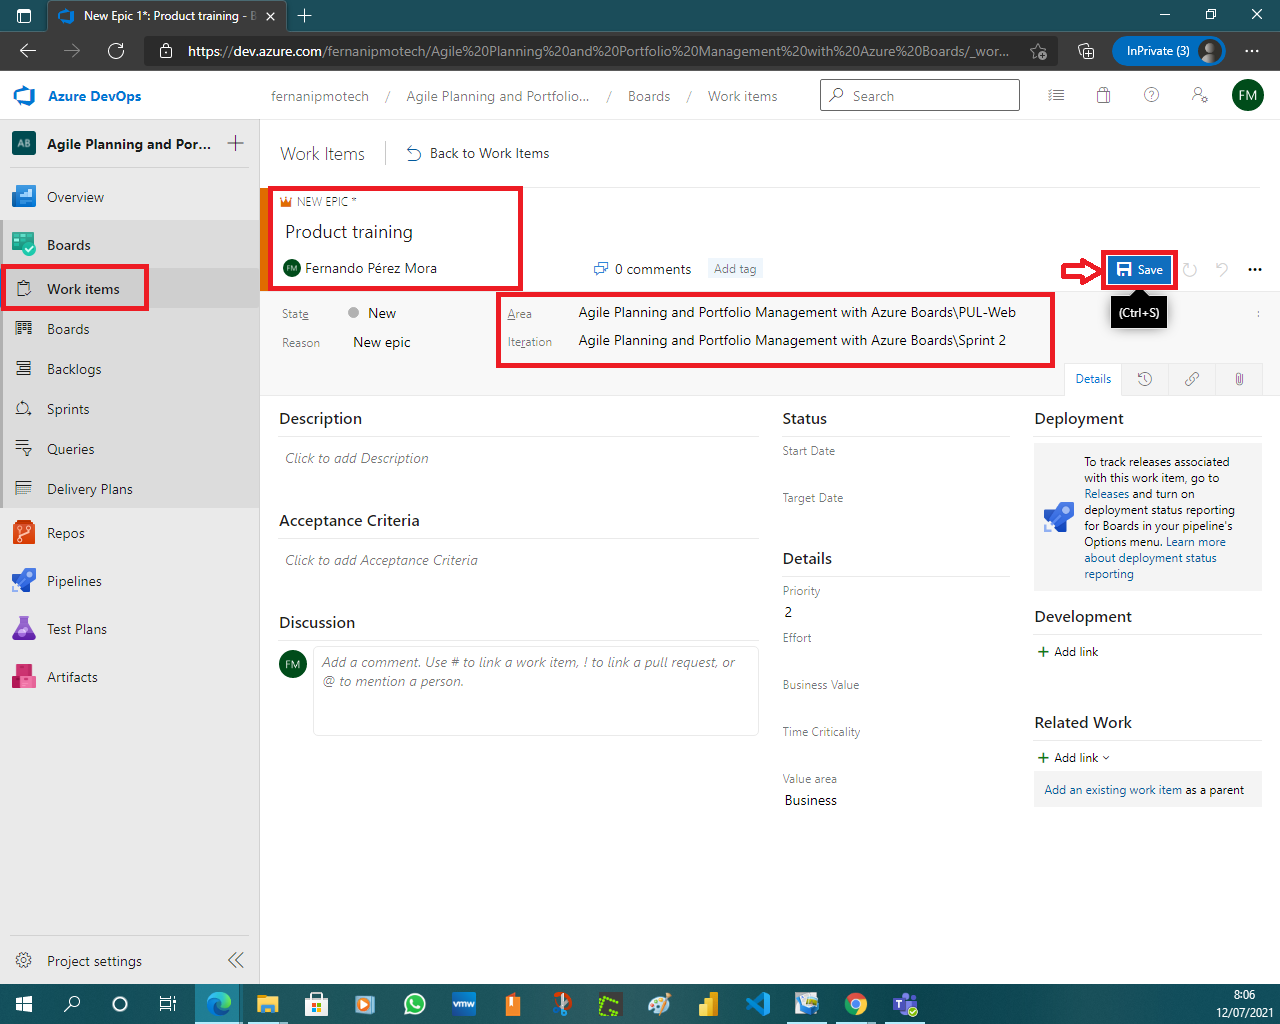 New Epic 1*: Product training - B
https://dev.azure.com/fernanipmotech/Agile%20Planning%20and%20Portfolio%20Management%20with%20Azure%20Boards/_wor...
InPrivate (3)
Azure DevOps
fernanipmotech / Agile Planning and Portfolio... / Boards / Work items
Search
FM
AB
Agile Planning and Por...
Overview
Boards
Work items
Boards
Backlogs
Sprints
Queries
Delivery Plans
Repos
Pipelines
Test Plans
Artifacts
Project settings
Work Items
Back to Work Items
NEW EPIC *
Product training
FM Fernando Pérez Mora
0 comments
Add tag
Save
(Ctrl+S)
State New
Reason New epic
Area Agile Planning and Portfolio Management with Azure Boards\PUL-Web
Iteration Agile Planning and Portfolio Management with Azure Boards\Sprint 2
Details
Description
Click to add Description
Acceptance Criteria
Click to add Acceptance Criteria
Discussion
FM
Add a comment. Use # to link a work item, ! to link a pull request, or
@ to mention a person.
Status
Start Date
Target Date
Details
Priority
2
Effort
Business Value
Time Criticality
Value area
Business
Deployment
To track releases associated
with this work item, go to
Releases and turn on
deployment status reporting
for Boards in your pipeline's
Options menu. Learn more
about deployment status
reporting
Development
+ Add link
Related Work
+ Add link
Add an existing work item as a parent
vmw
8:06
12/07/2021